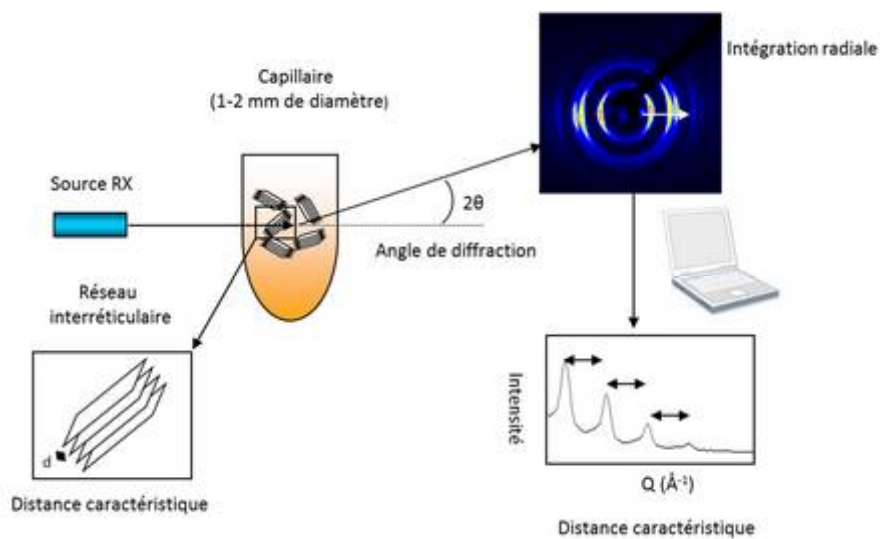 Capillaire
(1-2 mm de diamètre)
Intégration radiale
Source RX
2θ
Angle de diffraction
Réseau
interréticulaire
d
Distance caractéristique
Intensité
Q (Å⁻¹)
Distance caractéristique